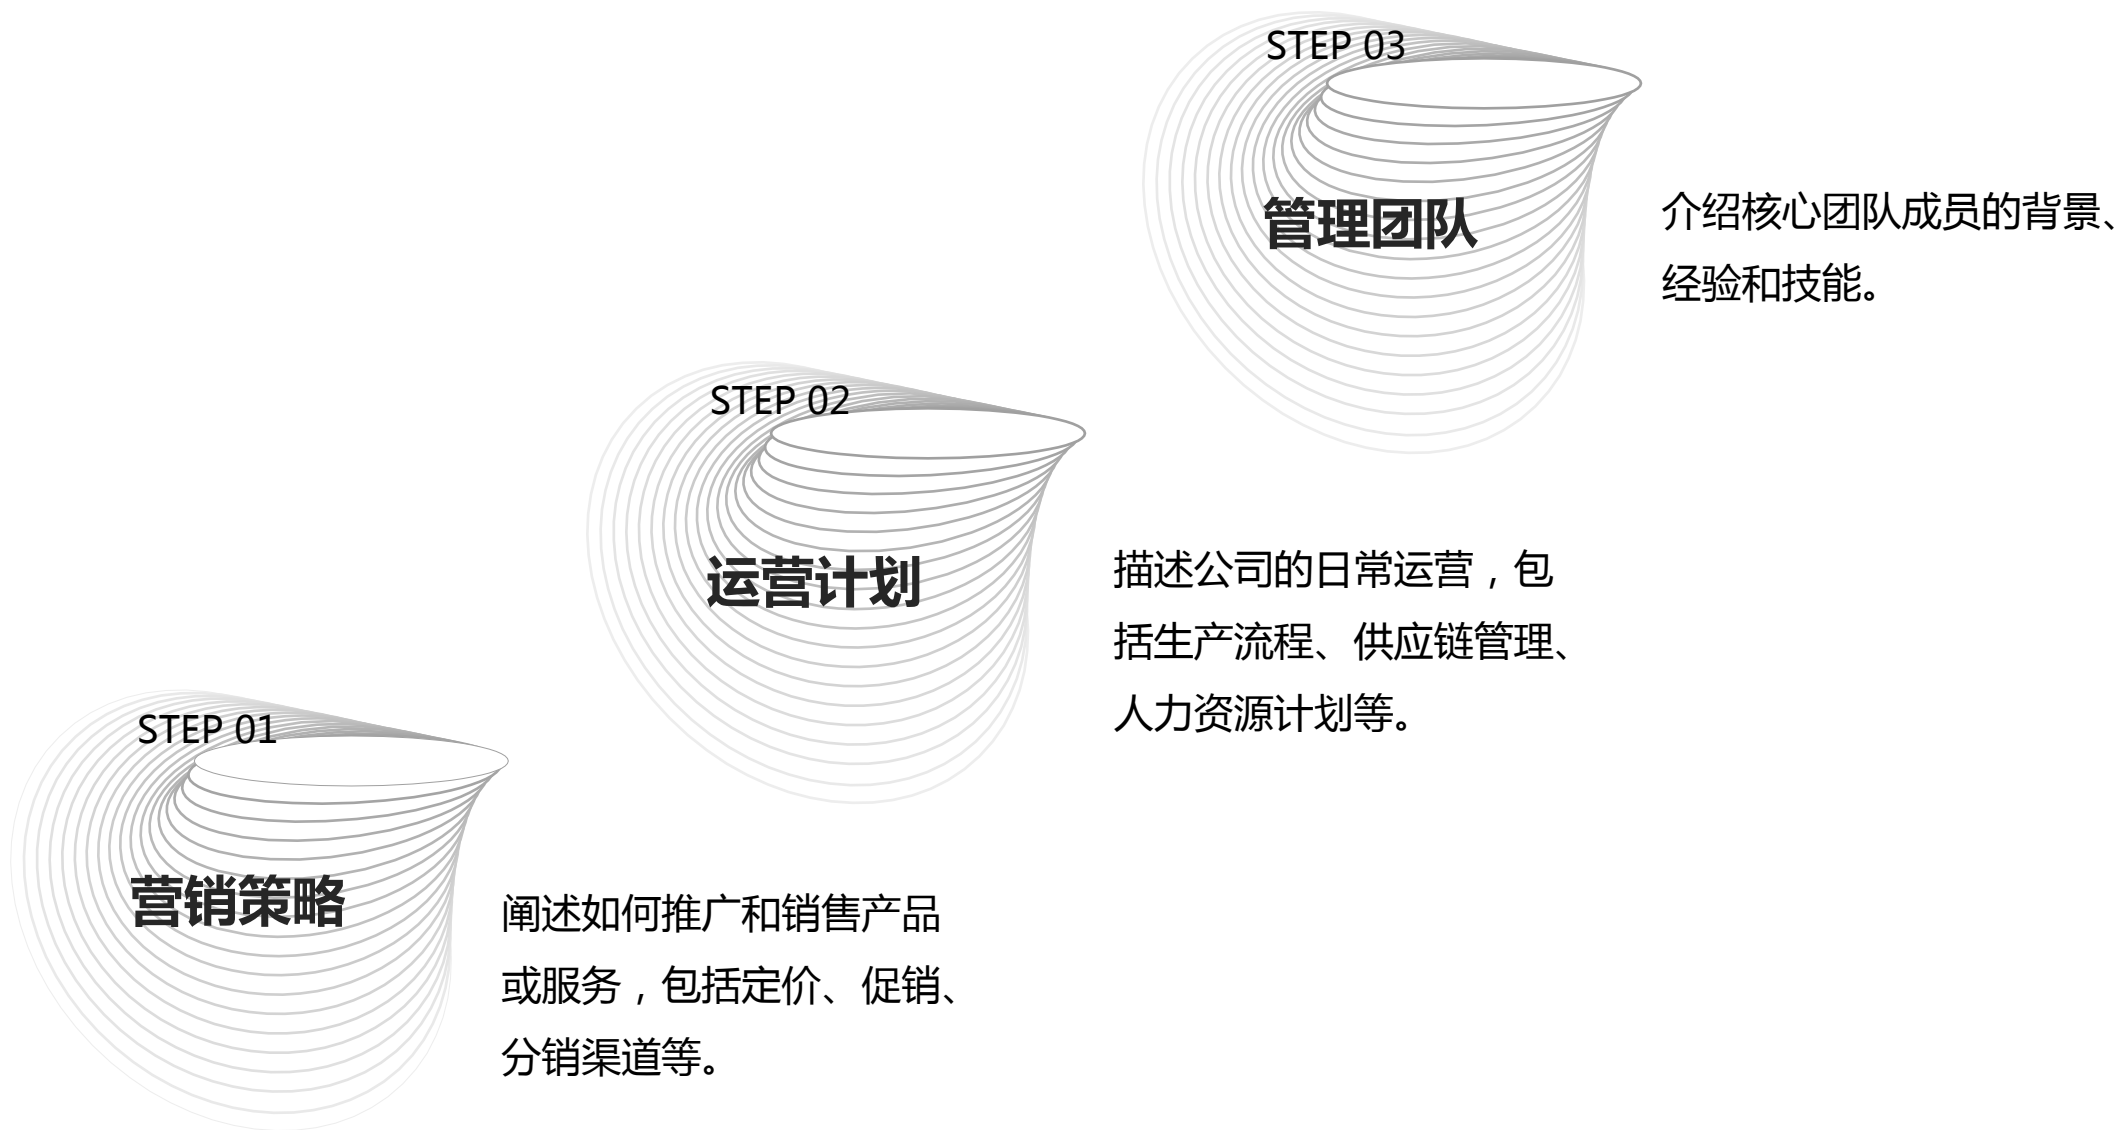 STEP 01
营销策略
阐述如何推广和销售产品
或服务，包括定价、促销、
分销渠道等。
STEP 02
运营计划
描述公司的日常运营，包
括生产流程、供应链管理、
人力资源计划等。
STEP 03
管理团队
介绍核心团队成员的背景、
经验和技能。